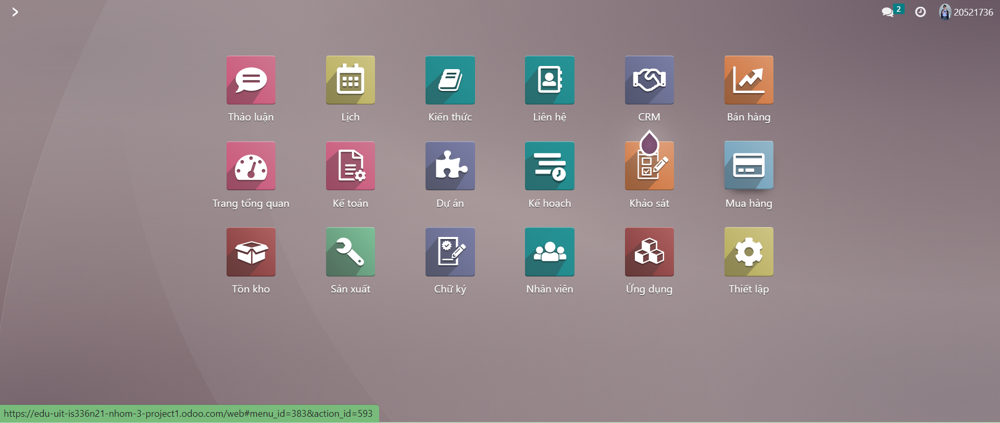 2
20521736
Thảo luận
Lịch
Kiến thức
Liên hệ
CRM
Bán hàng
Trang tổng quan
Kế toán
Dự án
Kế hoạch
Khảo sát
Mua hàng
Tồn kho
Sản xuất
Chữ ký
Nhân viên
Ứng dụng
Thiết lập
https://edu-uit-is336n21-nhom-3-project1.odoo.com/web#menu_id=383&action_id=593